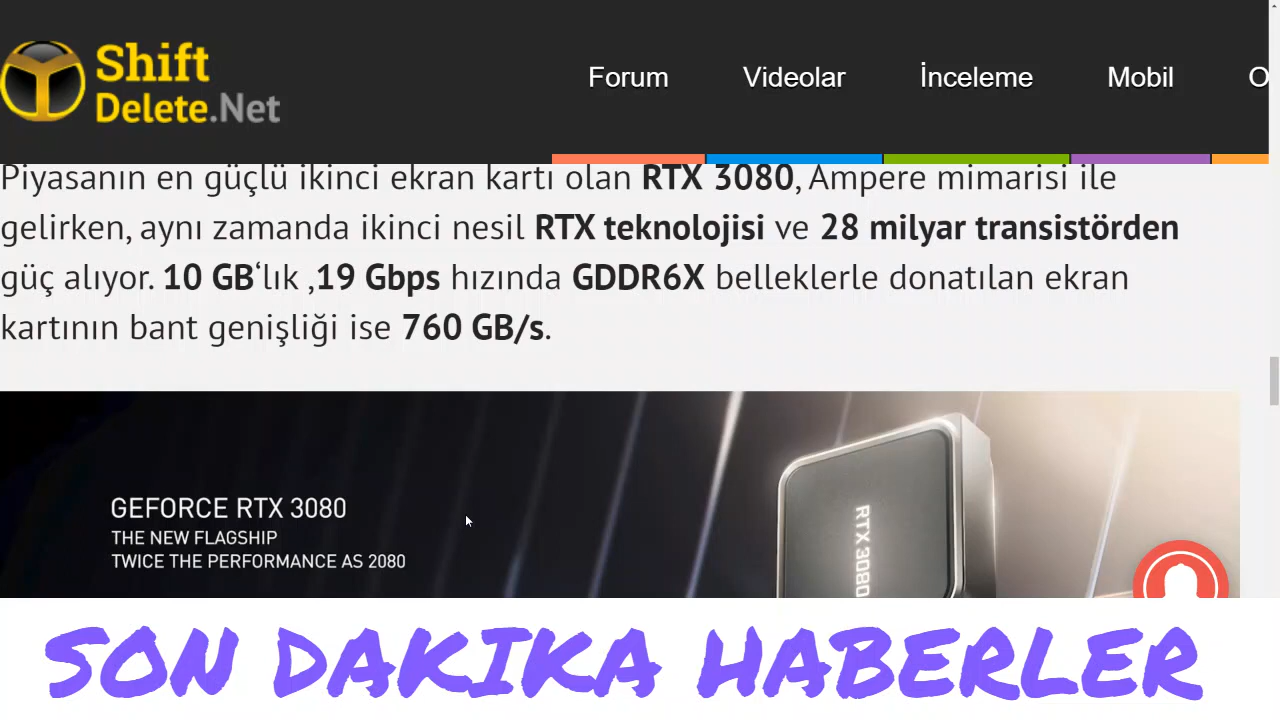 Shift
Delete.Net
Forum Videolar İnceleme Mobil O
Piyasanın en güçlü ikinci ekran kartı olan RTX 3080, Ampere mimarisi ile
gelirken, aynı zamanda ikinci nesil RTX teknolojisi ve 28 milyar transistörden
güç alıyor. 10 GB‘lık ,19 Gbps hızında GDDR6X belleklerle donatılan ekran
kartının bant genişliği ise 760 GB/s.
GEFORCE RTX 3080
THE NEW FLAGSHIP
TWICE THE PERFORMANCE AS 2080
RTX 3080
SON DAKIKA HABERLER